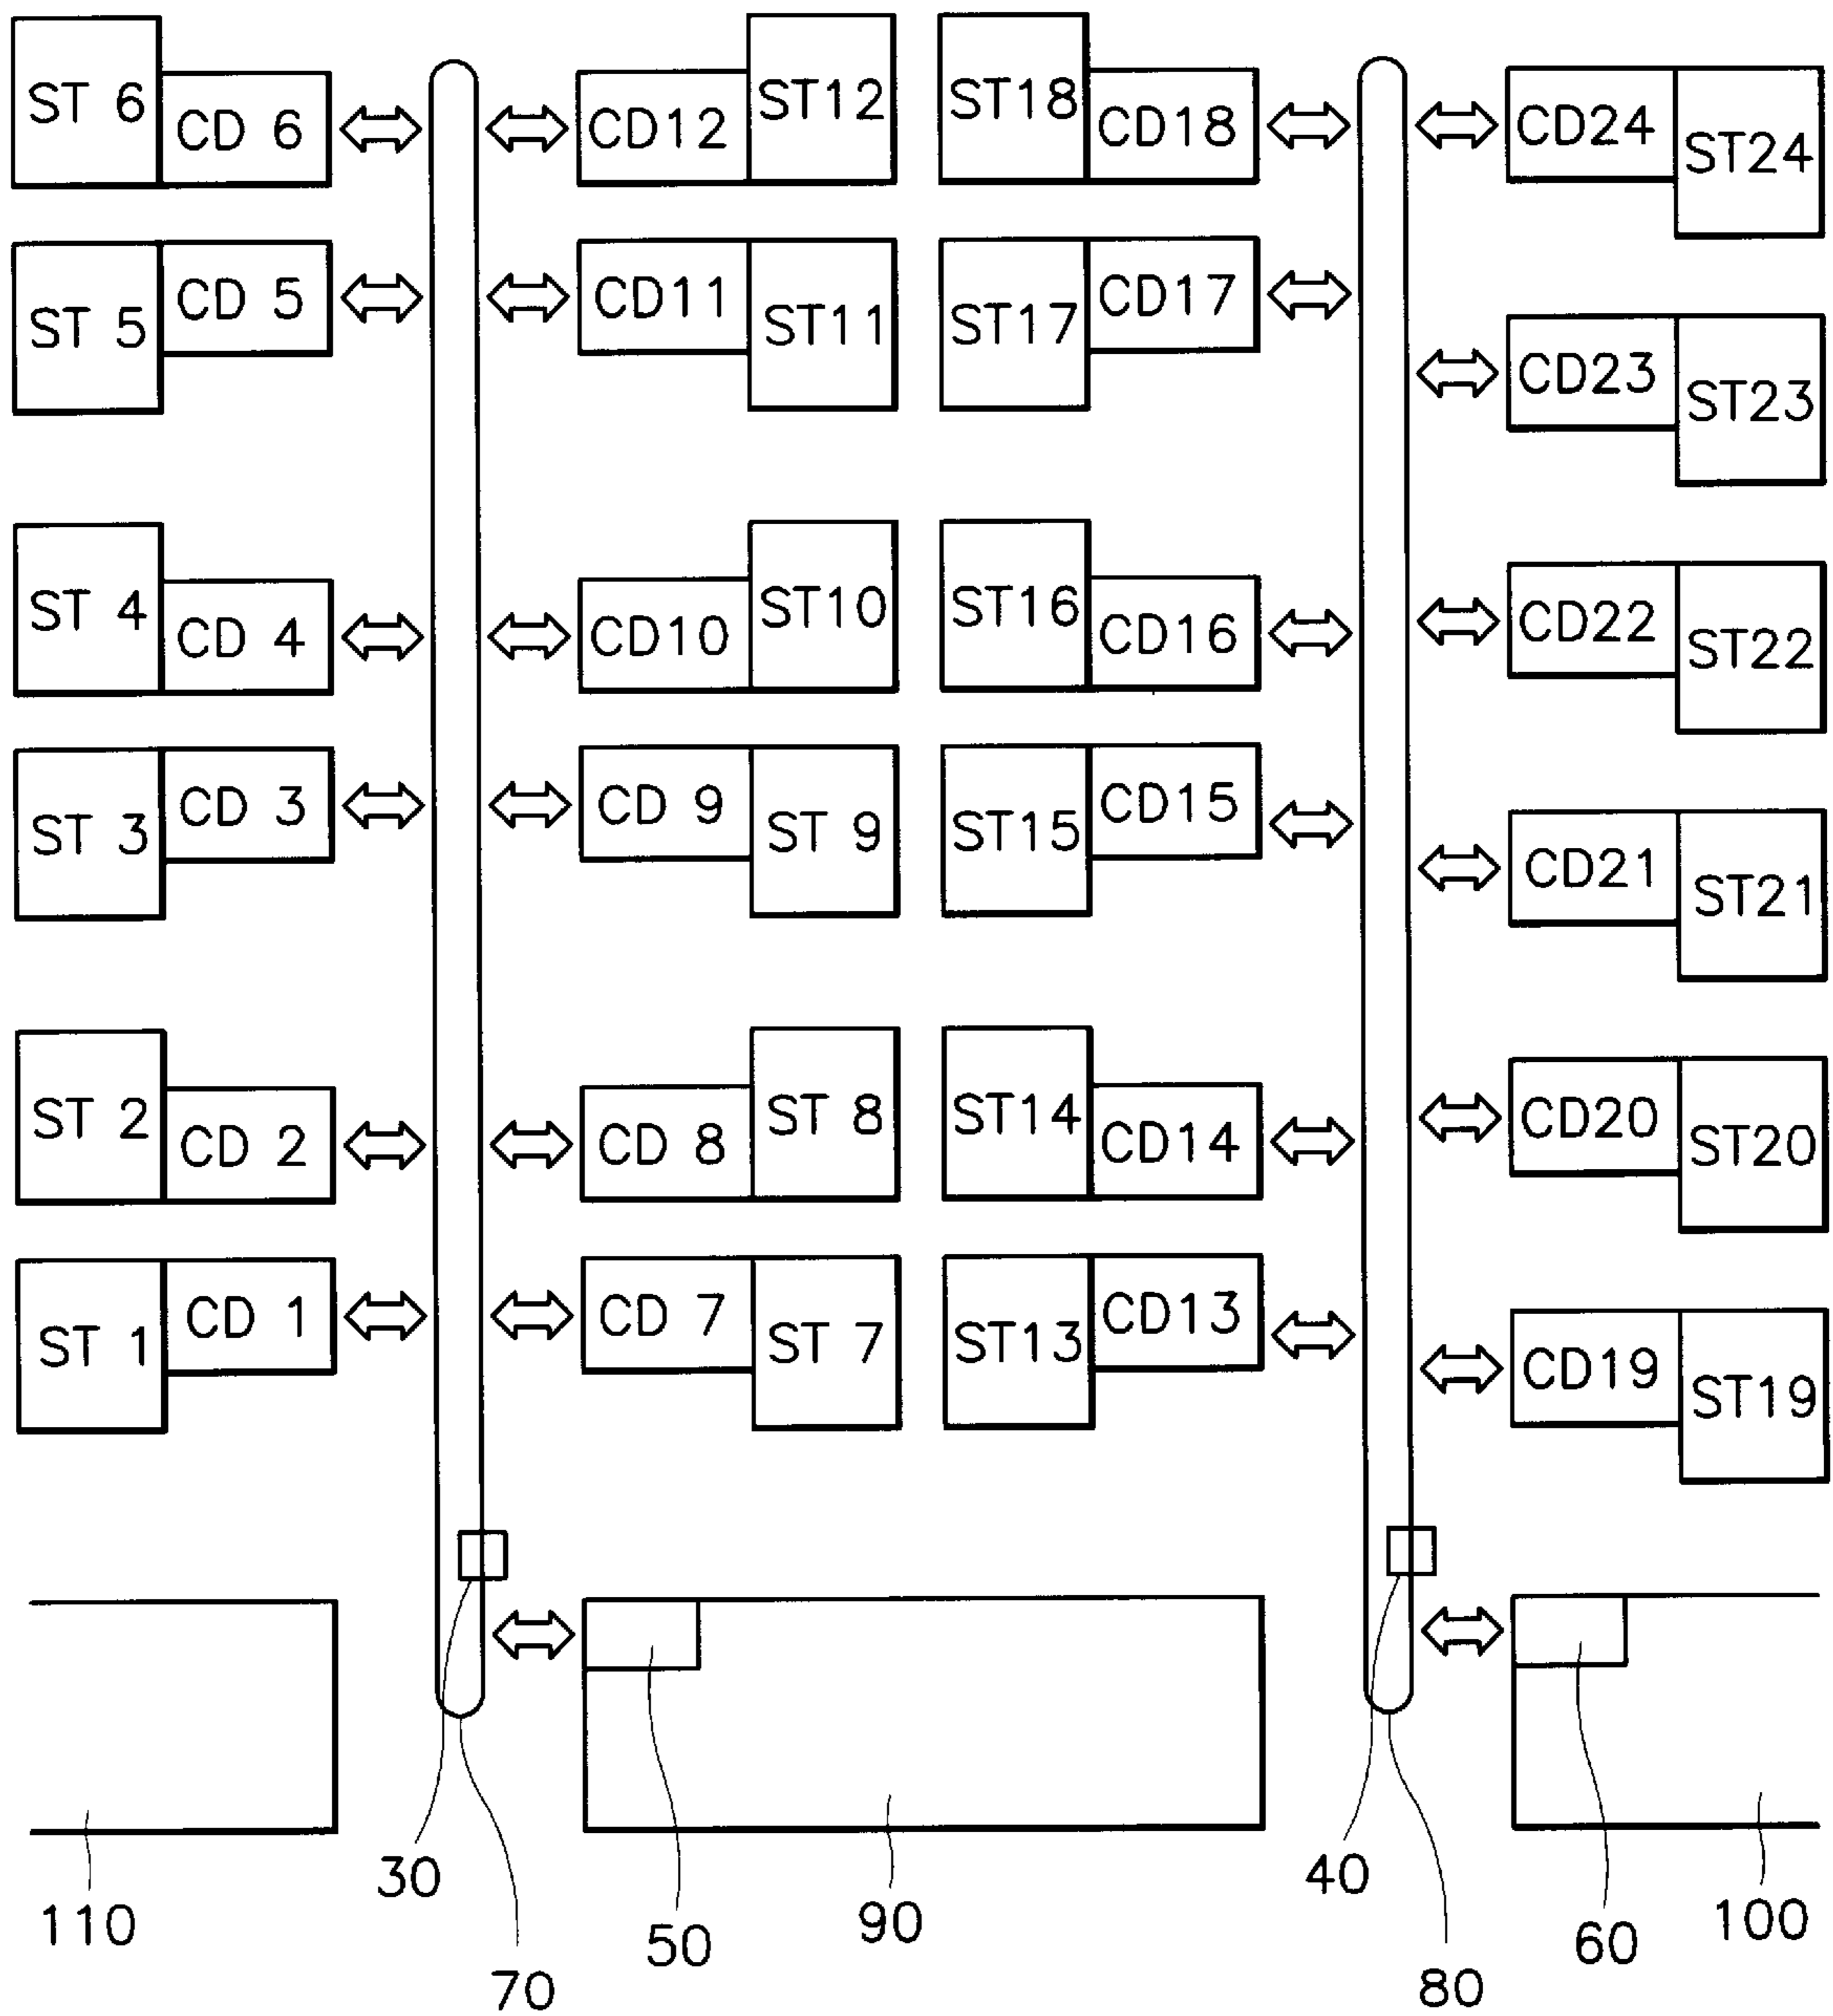 ST 6 CD 6 CD12 ST12 ST18 CD18 CD24 ST24
ST 5 CD 5 CD11 ST11 ST17 CD17 CD23 ST23
ST 4 CD 4 CD10 ST10 ST16 CD16 CD22 ST22
ST 3 CD 3 CD 9 ST 9 ST15 CD15 CD21 ST21
ST 2 CD 2 CD 8 ST 8 ST14 CD14 CD20 ST20
ST 1 CD 1 CD 7 ST 7 ST13 CD13 CD19 ST19
30 40
110 50 90 60 100
70 80